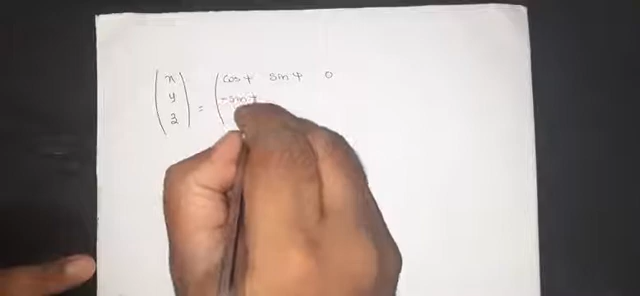 x cos ψ sin ψ 0
y = -sin ψ
z